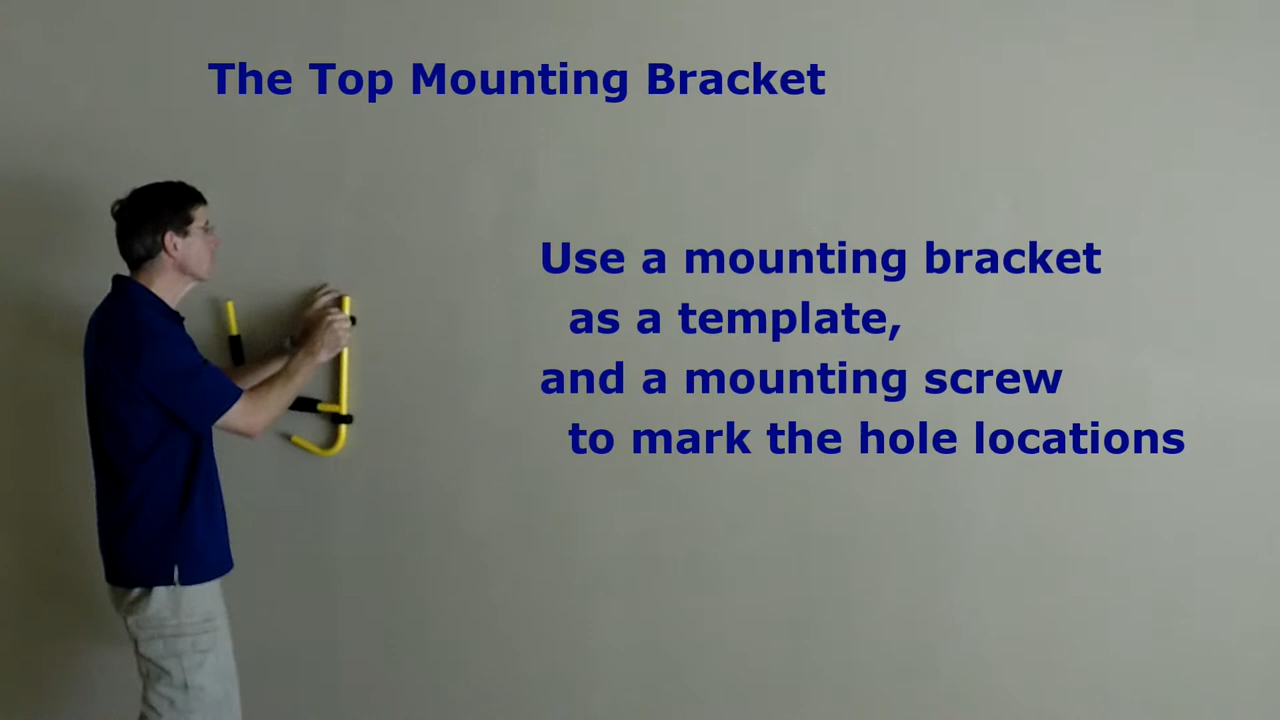 The Top Mounting Bracket
Use a mounting bracket
as a template,
and a mounting screw
to mark the hole locations